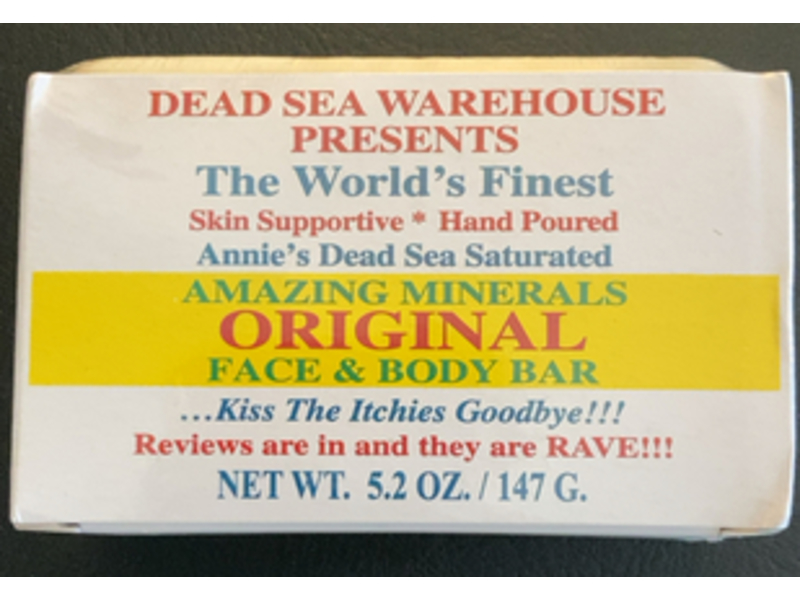 DEAD SEA WAREHOUSE
PRESENTS
The World's Finest
Skin Supportive * Hand Poured
Annie's Dead Sea Saturated
AMAZING MINERALS
ORIGINAL
FACE & BODY BAR
...Kiss The Itchies Goodbye!!!
Reviews are in and they are RAVE!!!
NET WT. 5.2 OZ. / 147 G.